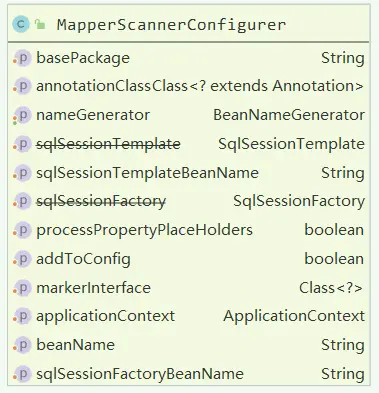 C MapperScannerConfigurer
p basePackage String
p annotationClassClass<? extends Annotation>
p nameGenerator BeanNameGenerator
p sqlSessionTemplate SqlSessionTemplate
p sqlSessionTemplateBeanName String
p sqlSessionFactory SqlSessionFactory
p processPropertyPlaceHolders boolean
p addToConfig boolean
p markerInterface Class<?>
p applicationContext ApplicationContext
p beanName String
p sqlSessionFactoryBeanName String